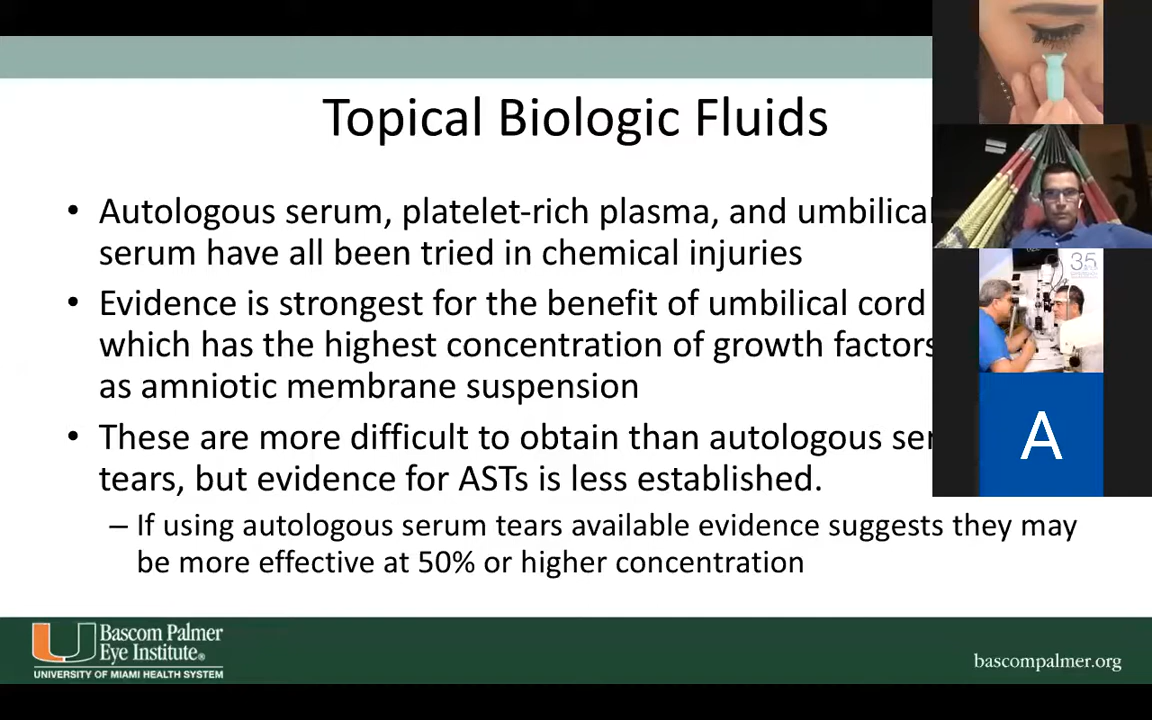 Topical Biologic Fluids
• Autologous serum, platelet-rich plasma, and umbilical
serum have all been tried in chemical injuries
• Evidence is strongest for the benefit of umbilical cord
which has the highest concentration of growth factors
as amniotic membrane suspension
• These are more difficult to obtain than autologous
tears, but evidence for ASTs is less established.
– If using autologous serum tears available evidence suggests they may
be more effective at 50% or higher concentration
35
A
Bascom Palmer
Eye Institute®
UNIVERSITY OF MIAMI HEALTH SYSTEM
bascompalmer.org